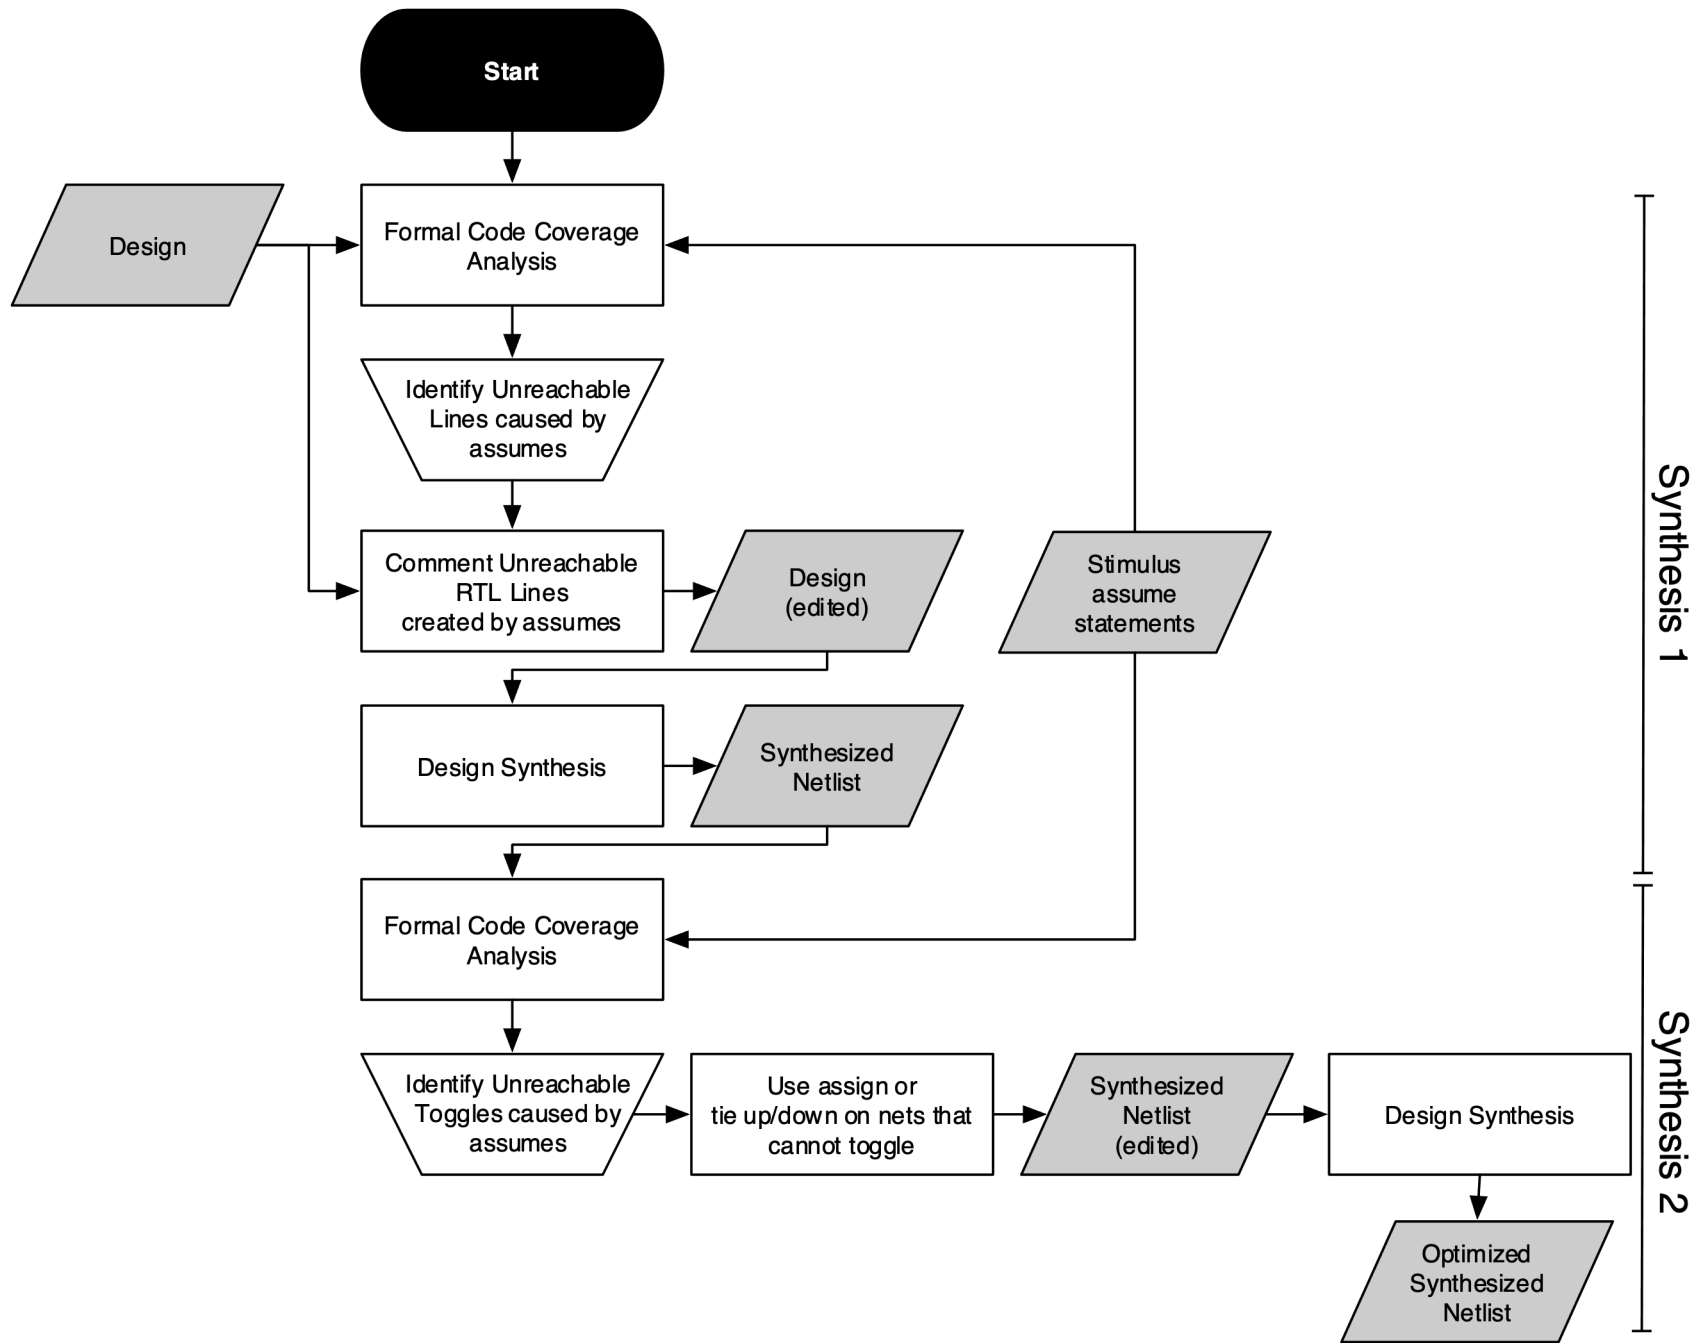 Start
Design
Formal Code Coverage
Analysis
Identify Unreachable
Lines caused by
assumes
Comment Unreachable
RTL Lines
created by assumes
Design
(edited)
Stimulus
assume
statements
Synthesis 1
Design Synthesis
Synthesized
Netlist
Formal Code Coverage
Analysis
Identify Unreachable
Toggles caused by
assumes
Use assign or
tie up/down on nets that
cannot toggle
Synthesized
Netlist
(edited)
Design Synthesis
Synthesis 2
Optimized
Synthesized
Netlist